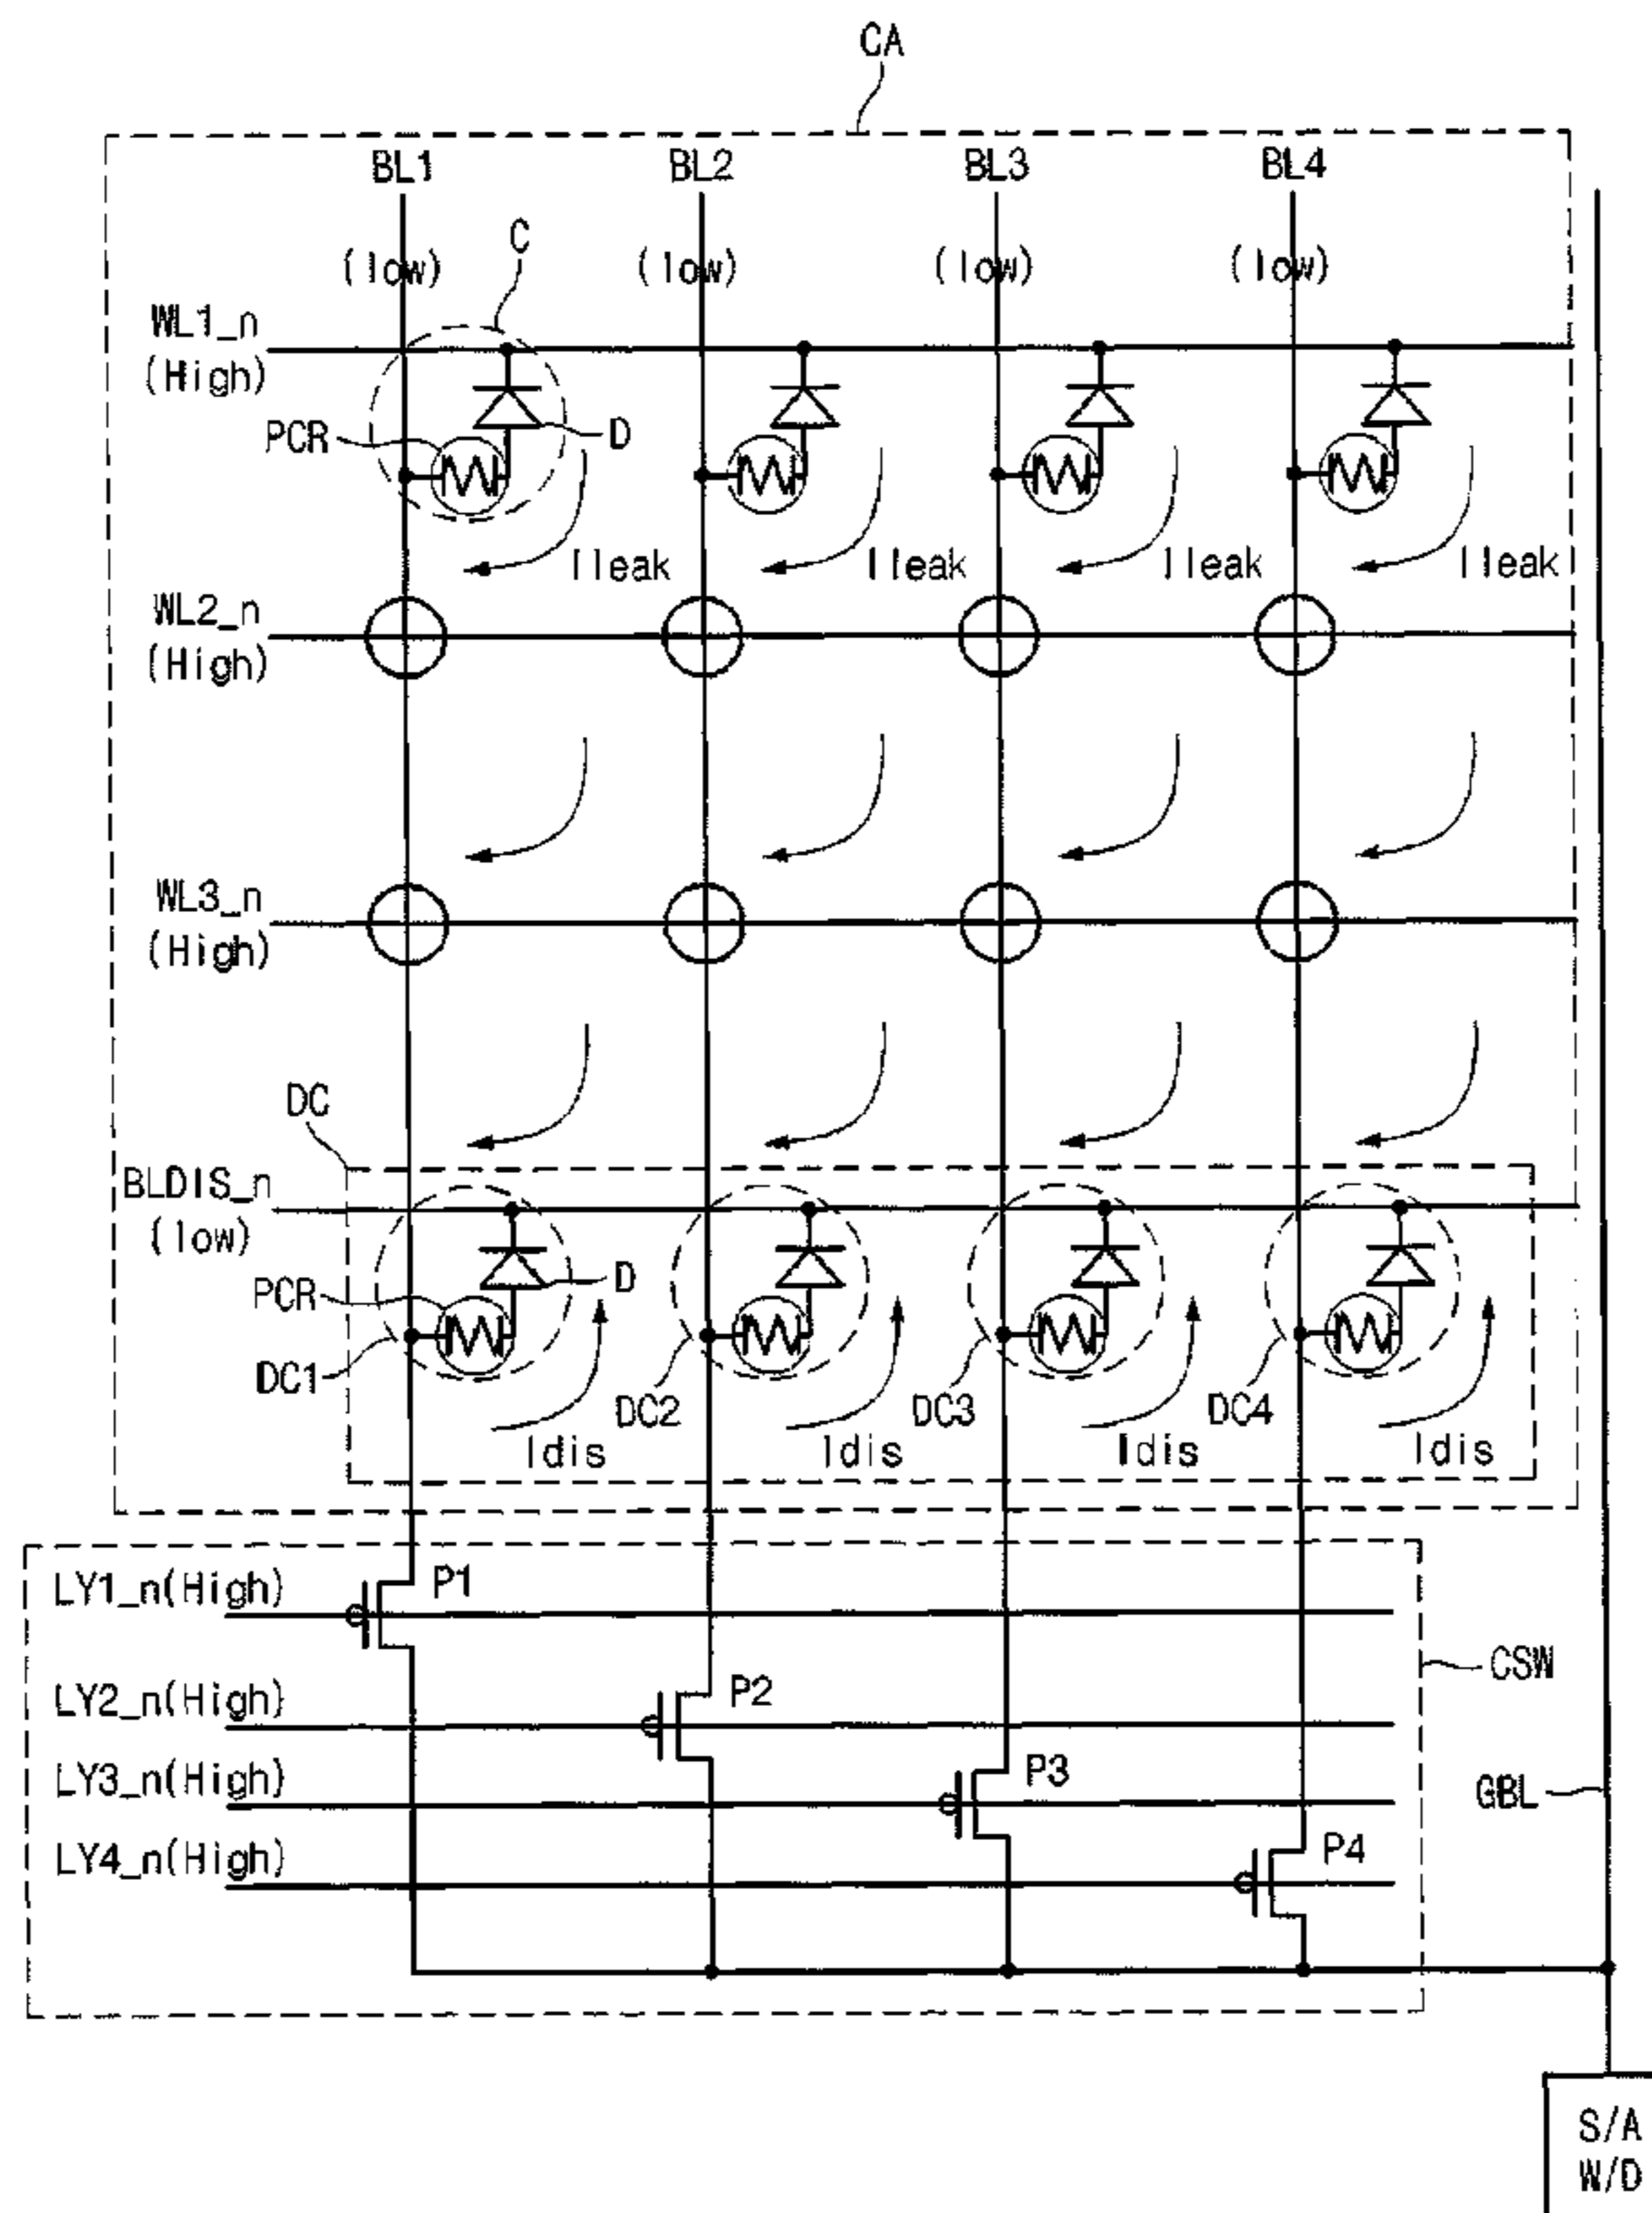 CA
BL1 BL2 BL3 BL4
C
(low) (low) (low) (low)
WL1_n
(High)
PCR D
Ileak Ileak Ileak Ileak
WL2_n
(High)
WL3_n
(High)
DC
BLDIS_n
(low)
PCR D
DC1 DC2 DC3 DC4
Idis Idis Idis Idis
LY1_n(High) P1
CSW
LY2_n(High) P2
LY3_n(High) P3
GBL
LY4_n(High) P4
S/A
W/D